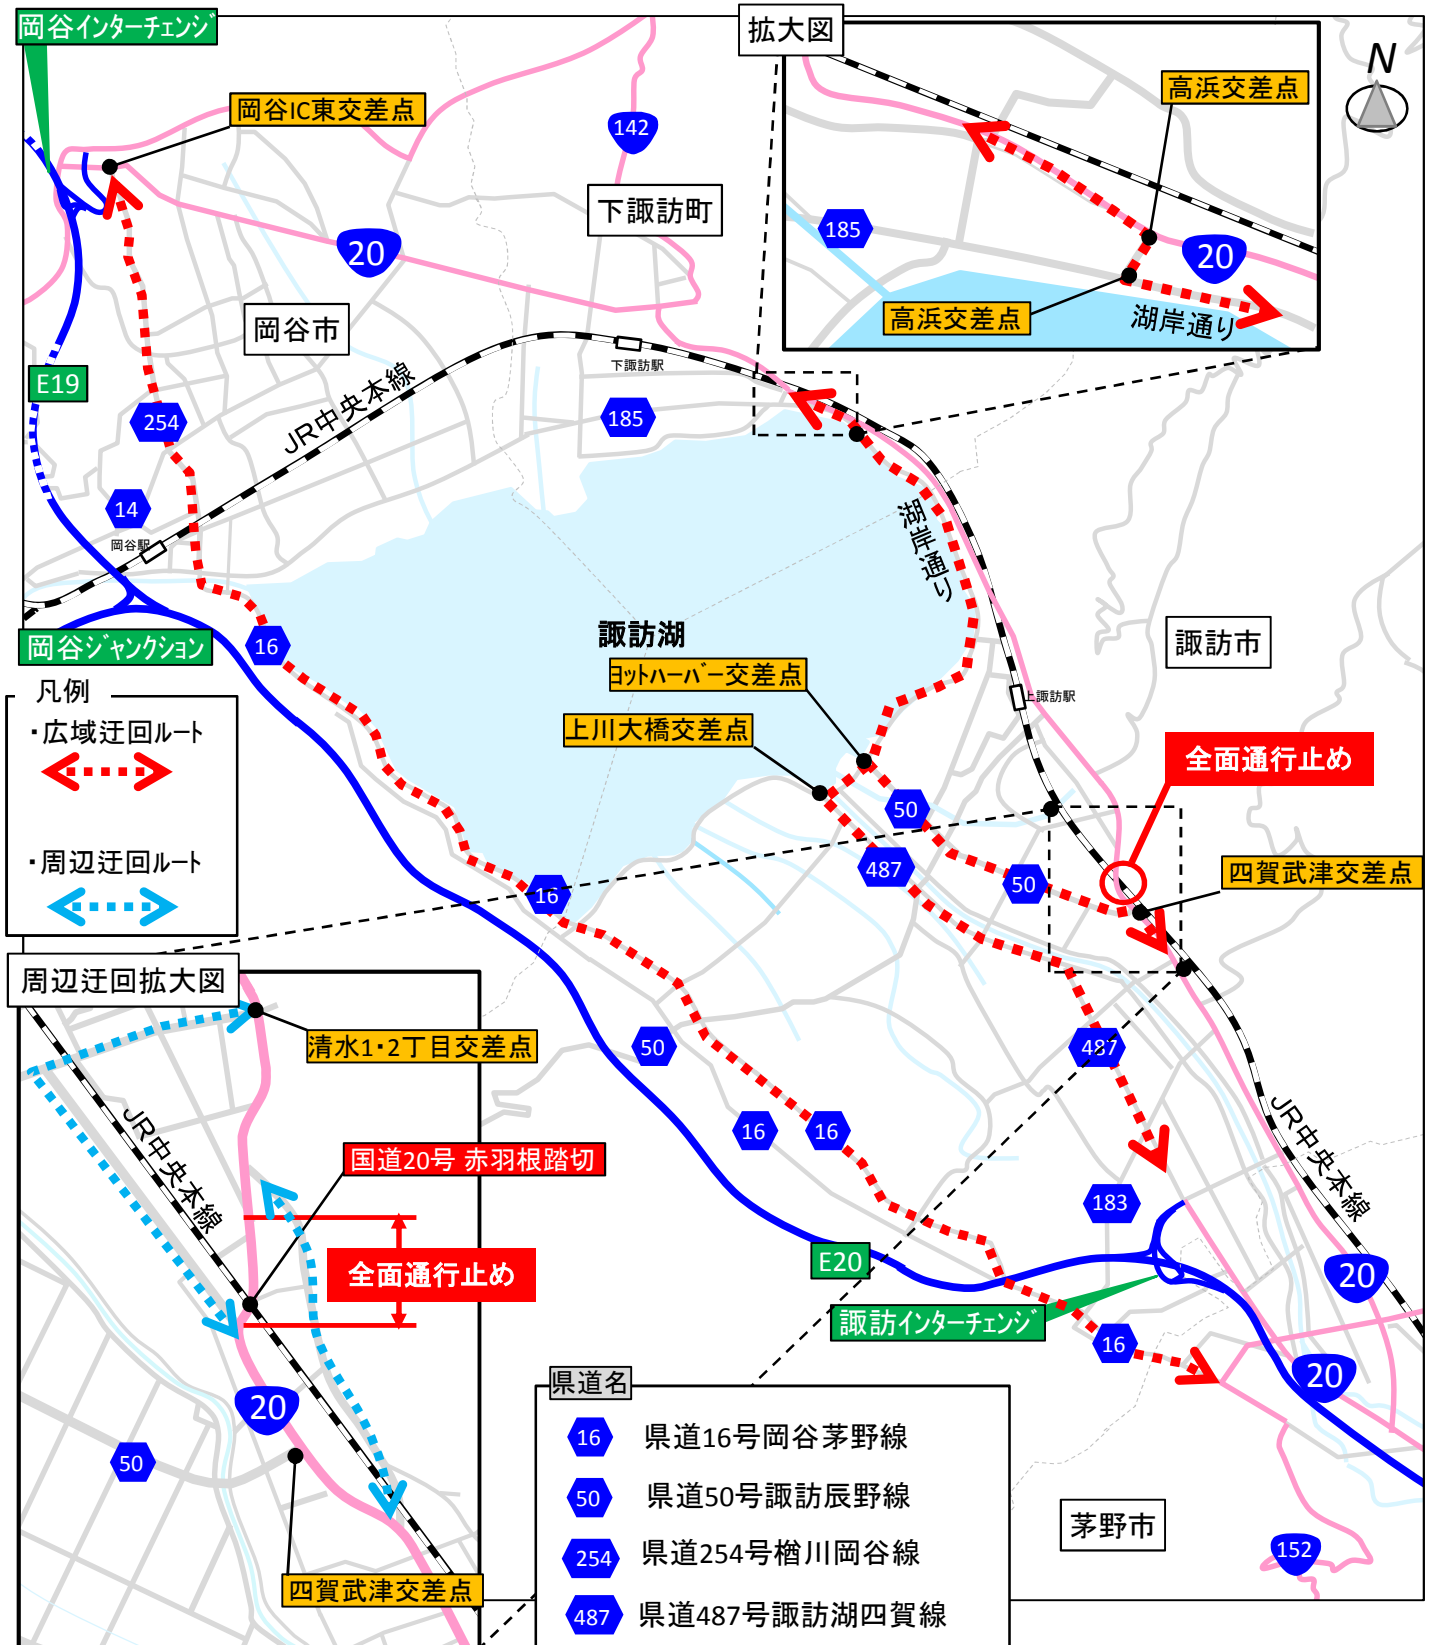 岡谷インターチェンジ
拡大図
N
高浜交差点
岡谷IC東交差点
142
下諏訪町
185
20
20
高浜交差点
湖岸通り
岡谷市
E19
下諏訪駅
JR中央本線
254
185
14
岡谷駅
湖岸通り
諏訪湖
諏訪市
岡谷ジャンクション
16
ヨットハーバー交差点
上諏訪駅
凡例
・広域迂回ルート
上川大橋交差点
全面通行止め
50
・周辺迂回ルート
487
50
四賀武津交差点
16
周辺迂回拡大図
清水1・2丁目交差点
50
487
JR中央本線
16
16
JR中央本線
国道20号 赤羽根踏切
183
E20
全面通行止め
20
諏訪インターチェンジ
16
20
県道名
20
16 県道16号岡谷茅野線
50
50 県道50号諏訪辰野線
茅野市
254 県道254号楢川岡谷線
152
四賀武津交差点
487 県道487号諏訪湖四賀線